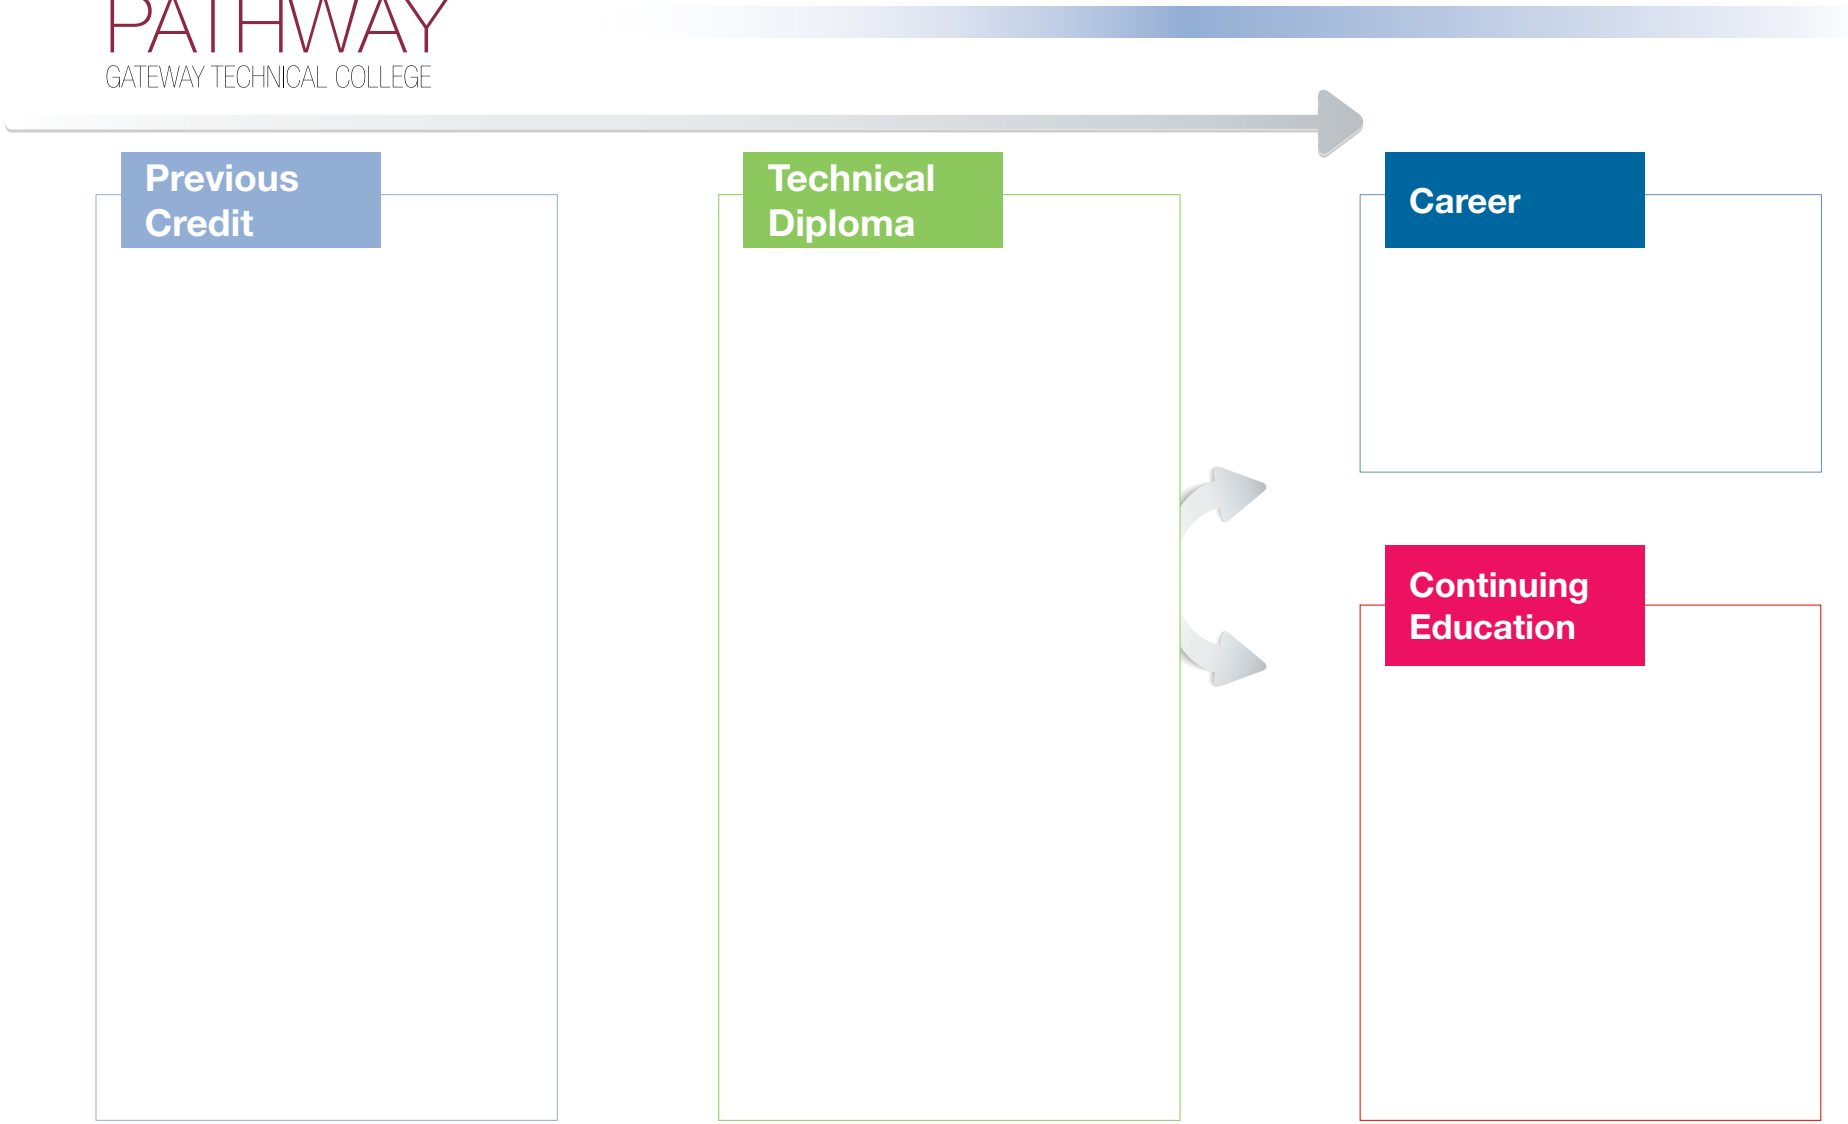 PATHWAY
GATEWAY TECHNICAL COLLEGE
Previous
Credit
Technical
Diploma
Career
Continuing
Education